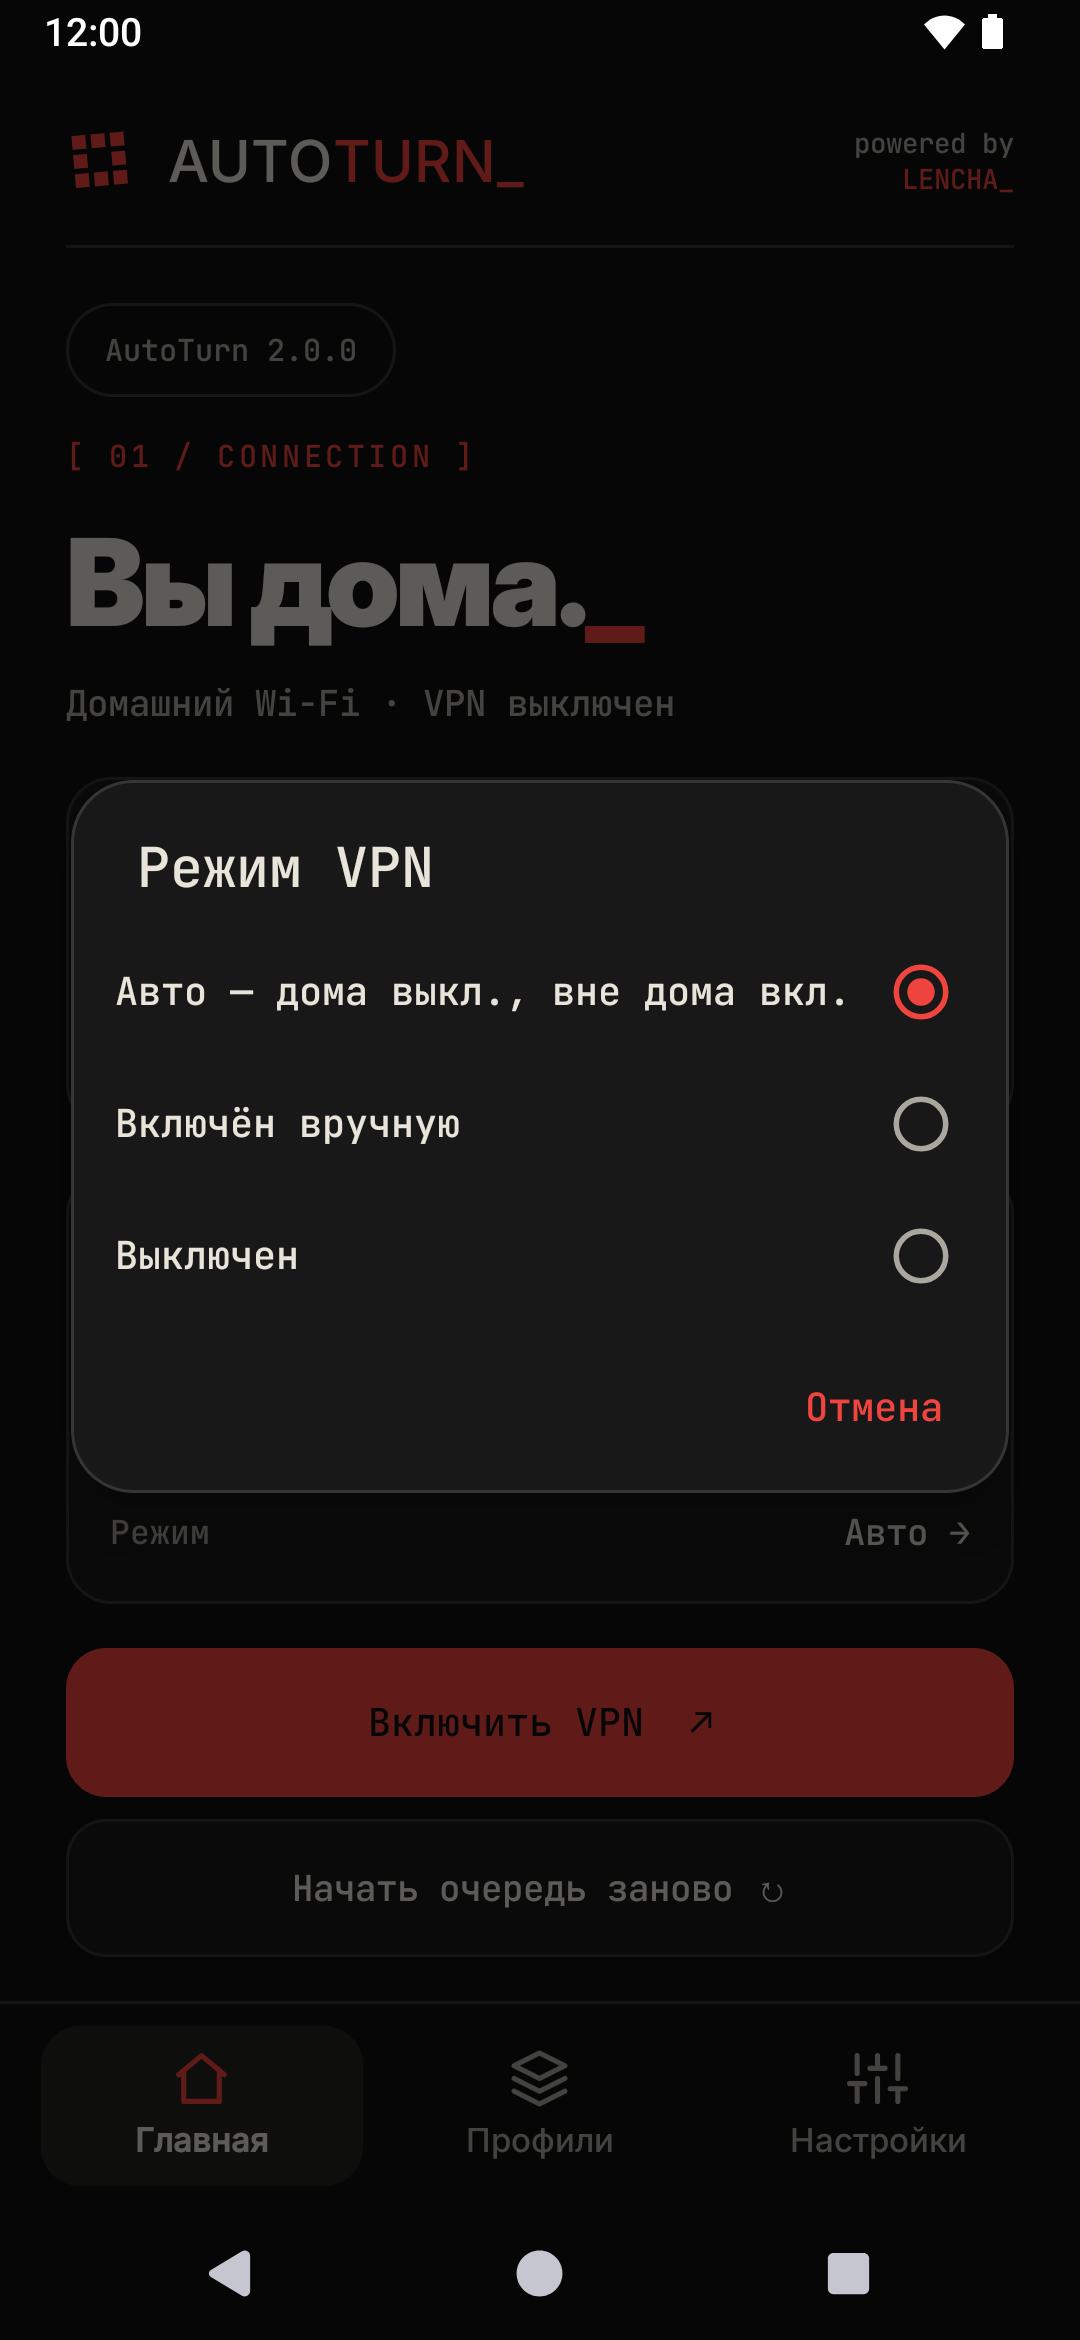 12:00
AUTOTURN_
powered by
LENCHA_
AutoTurn 2.0.0
[ 01 / CONNECTION ]
Вы дома._
Домашний Wi-Fi · VPN выключен
Режим VPN
Авто — дома выкл., вне дома вкл.
Включён вручную
Выключен
Отмена
Режим
Авто →
Включить VPN ↗
Начать очередь заново ↻
Главная
Профили
Настройки